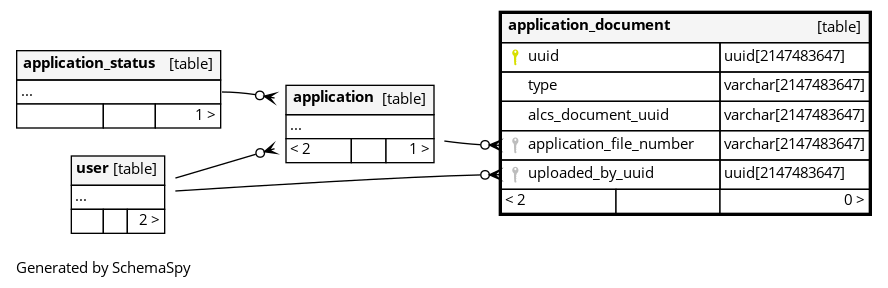 application_status [table]
...
1 >
user [table]
...
2 >
application [table]
...
< 2 1 >
application_document [table]
uuid uuid[2147483647]
type varchar[2147483647]
alcs_document_uuid varchar[2147483647]
application_file_number varchar[2147483647]
uploaded_by_uuid uuid[2147483647]
< 2 0 >
Generated by SchemaSpy